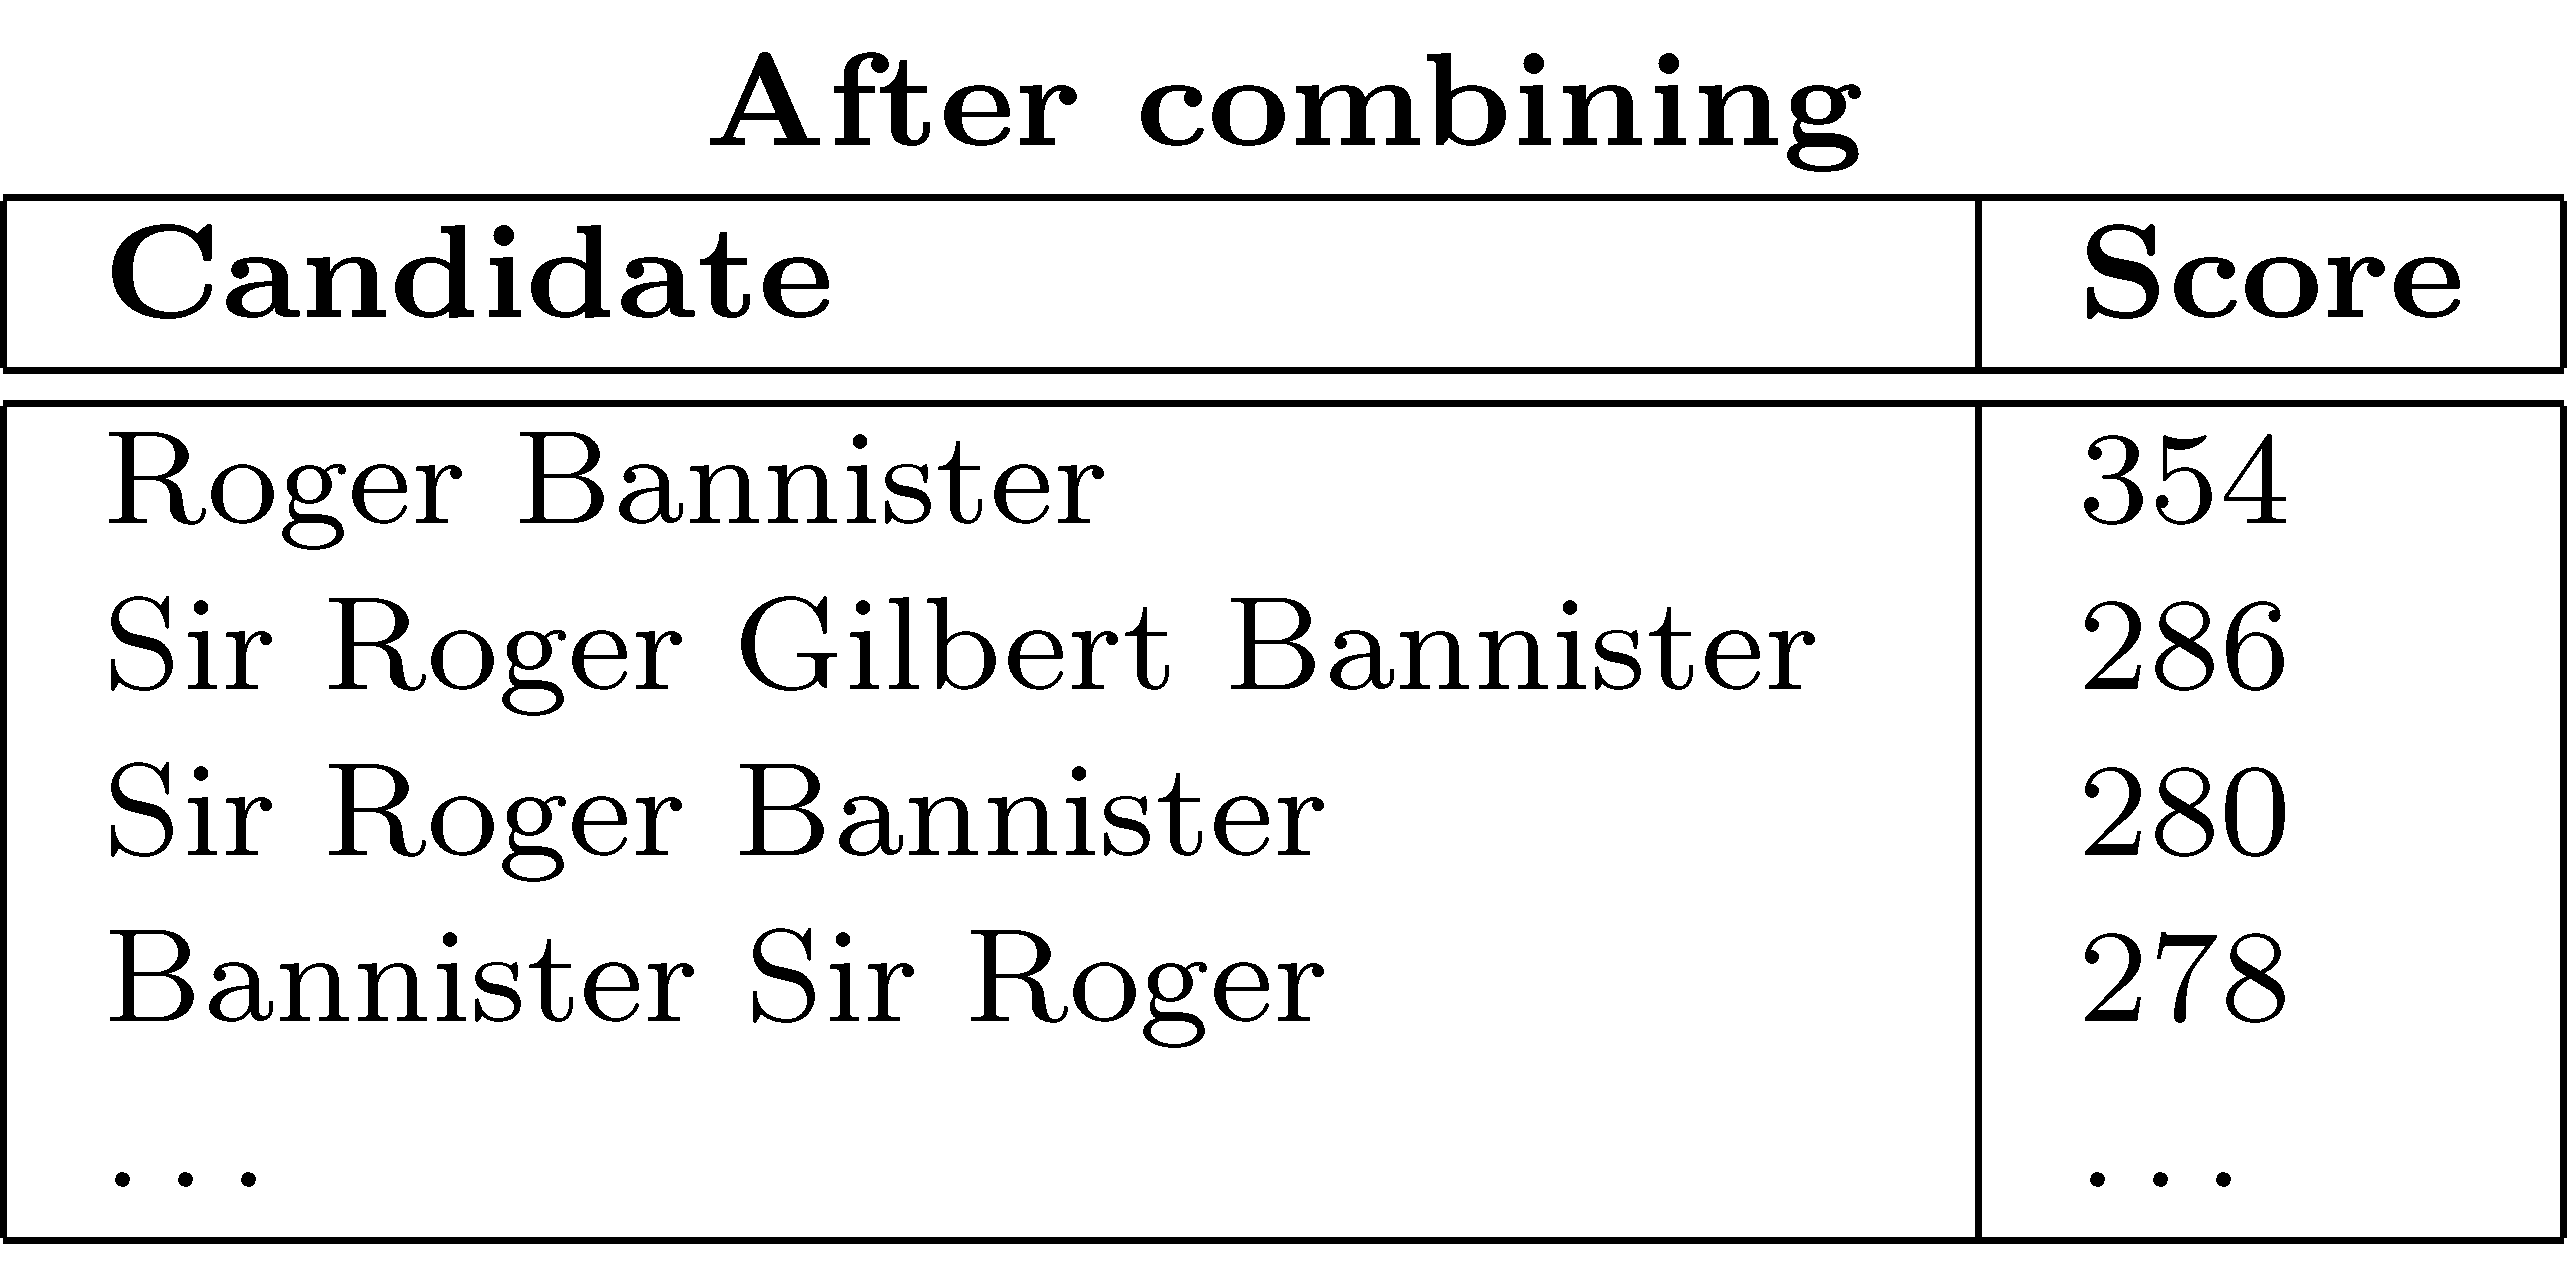 After combining
Candidate Score
Roger Bannister 354
Sir Roger Gilbert Bannister 286
Sir Roger Bannister 280
Bannister Sir Roger 278
. . . . . .